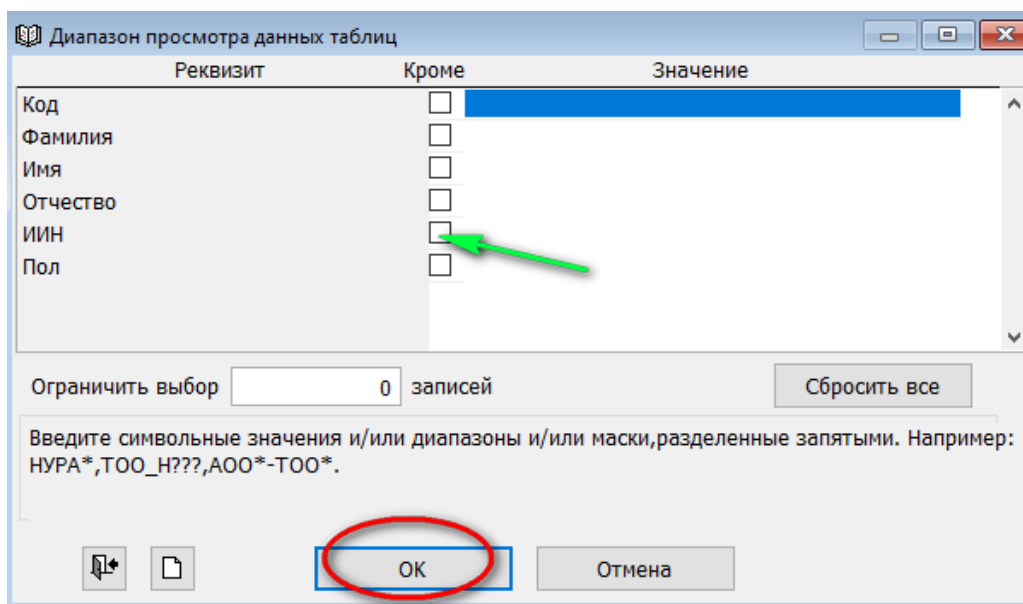 Диапазон просмотра данных таблиц
Реквизит Кроме Значение
Код
Фамилия
Имя
Отчество
ИИН
Пол
Ограничить выбор 0 записей Сбросить все
Введите символьные значения и/или диапазоны и/или маски,разделенные запятыми. Например:
НУРА*,ТОО_Н???,АОО*-ТОО*.
ОК Отмена